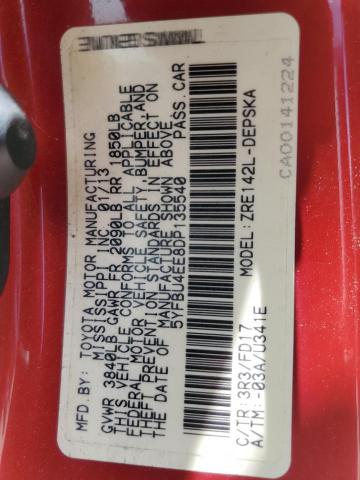 MFD BY: TOYOTA MOTOR MANUFACTURING
MISSISSIPPI INC. 01/13
GVWR 3840LB GAWR FR 2090LB RR 1850LB
THIS VEHICLE CONFORMS TO ALL APPLICABLE
FEDERAL MOTOR VEHICLE SAFETY, BUMPER, AND
THEFT PREVENTION STANDARDS IN EFFECT ON
THE DATE OF MANUFACTURE SHOWN ABOVE.
5YFBU4EE8DP135540 PASS.CAR
MODEL: ZRE142L-DEPSKA
C/TR: 3R3/FD17 CA00141224
A/TM: -03A/U341E